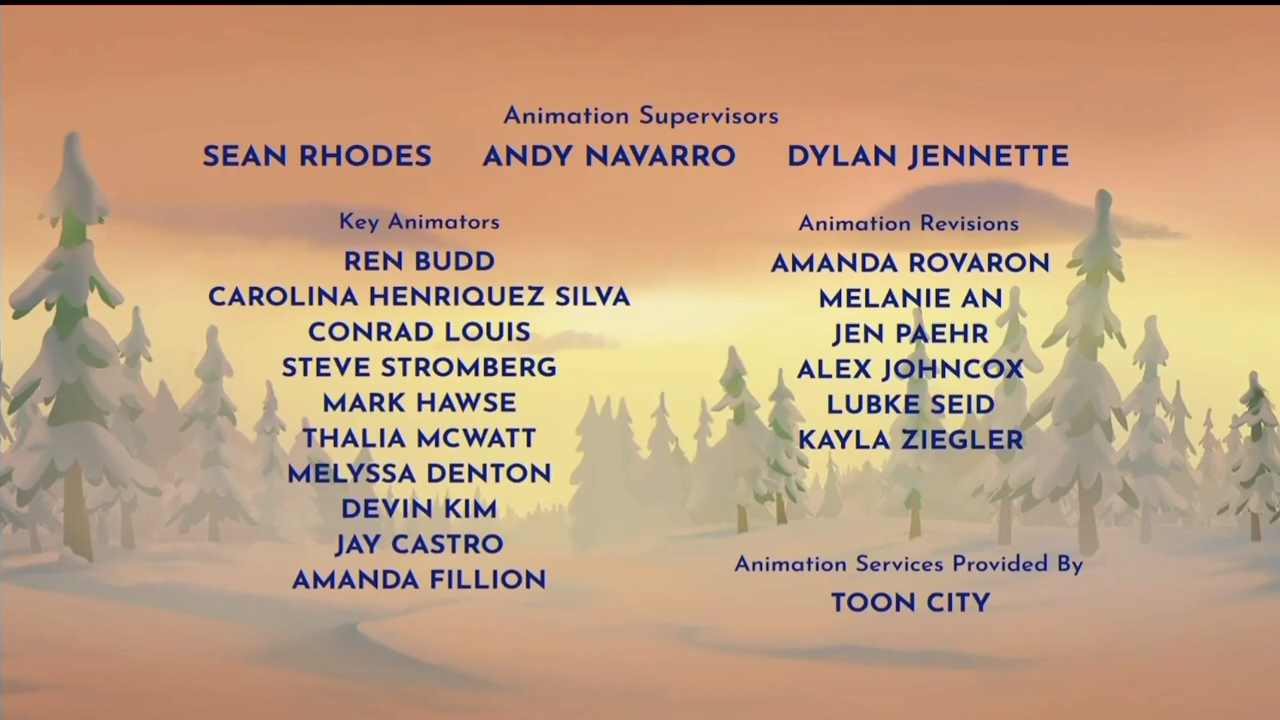 Animation Supervisors
SEAN RHODES ANDY NAVARRO DYLAN JENNETTE
Key Animators
REN BUDD
CAROLINA HENRIQUEZ SILVA
CONRAD LOUIS
STEVE STROMBERG
MARK HAWSE
THALIA MCWATT
MELYSSA DENTON
DEVIN KIM
JAY CASTRO
AMANDA FILLION
Animation Revisions
AMANDA ROVARON
MELANIE AN
JEN PAEHR
ALEX JOHNCOX
LUBKE SEID
KAYLA ZIEGLER
Animation Services Provided By
TOON CITY